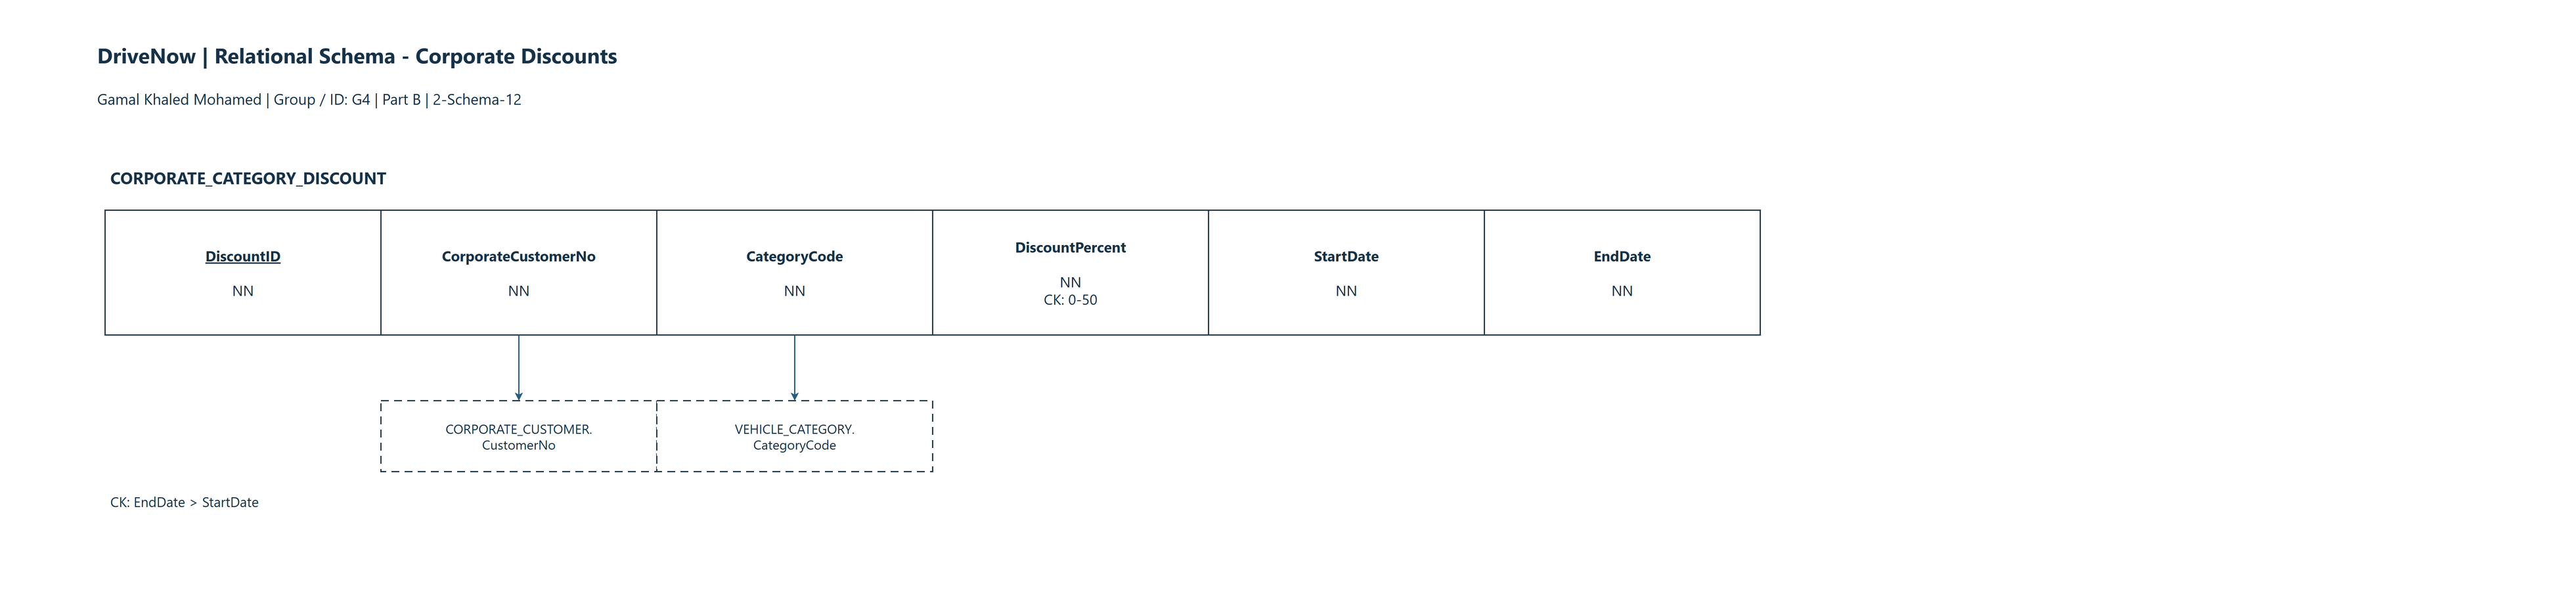 DriveNow | Relational Schema - Corporate Discounts
Gamal Khaled Mohamed | Group / ID: G4 | Part B | 2-Schema-12
CORPORATE_CATEGORY_DISCOUNT
DiscountID
NN
CorporateCustomerNo
NN
CategoryCode
NN
DiscountPercent
NN
CK: 0-50
StartDate
NN
EndDate
NN
CORPORATE_CUSTOMER.
CustomerNo
VEHICLE_CATEGORY.
CategoryCode
CK: EndDate > StartDate